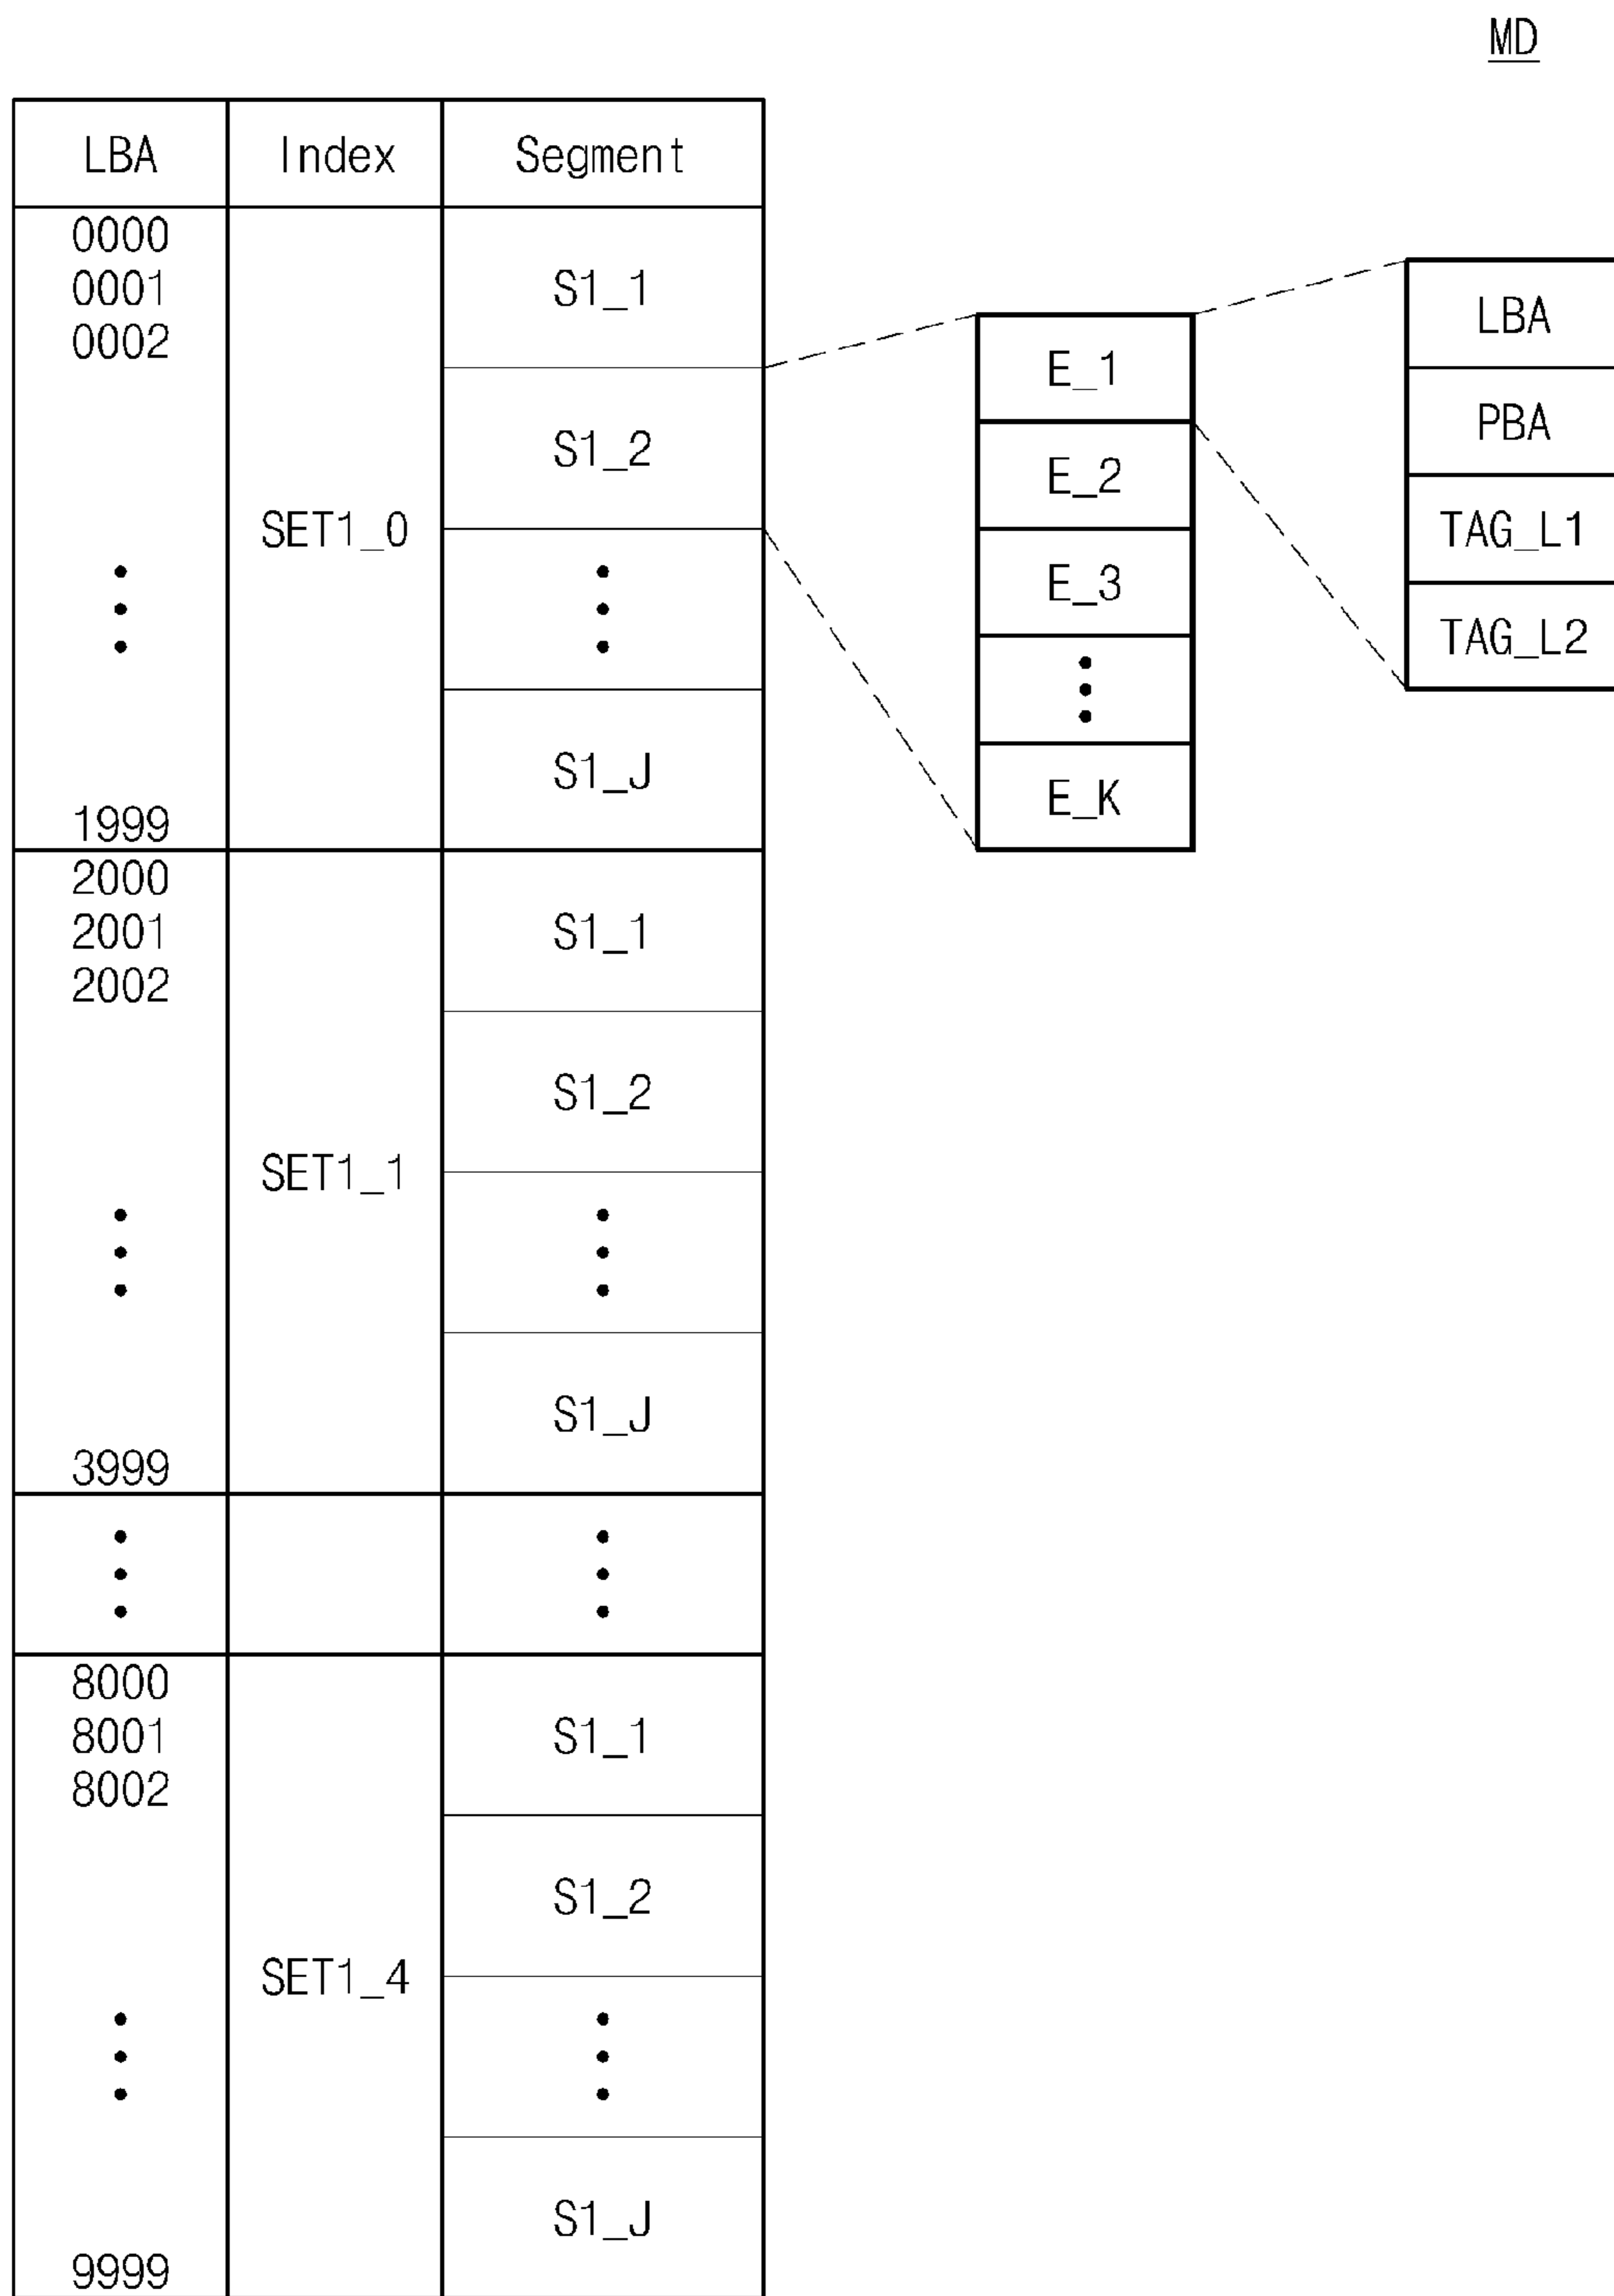 MD
LBA Index Segment
0000
0001
0002
1999
SET1_0
S1_1
S1_2
S1_J
2000
2001
2002
3999
SET1_1
S1_1
S1_2
S1_J
8000
8001
8002
9999
SET1_4
S1_1
S1_2
S1_J
E_1
E_2
E_3
E_K
LBA
PBA
TAG_L1
TAG_L2